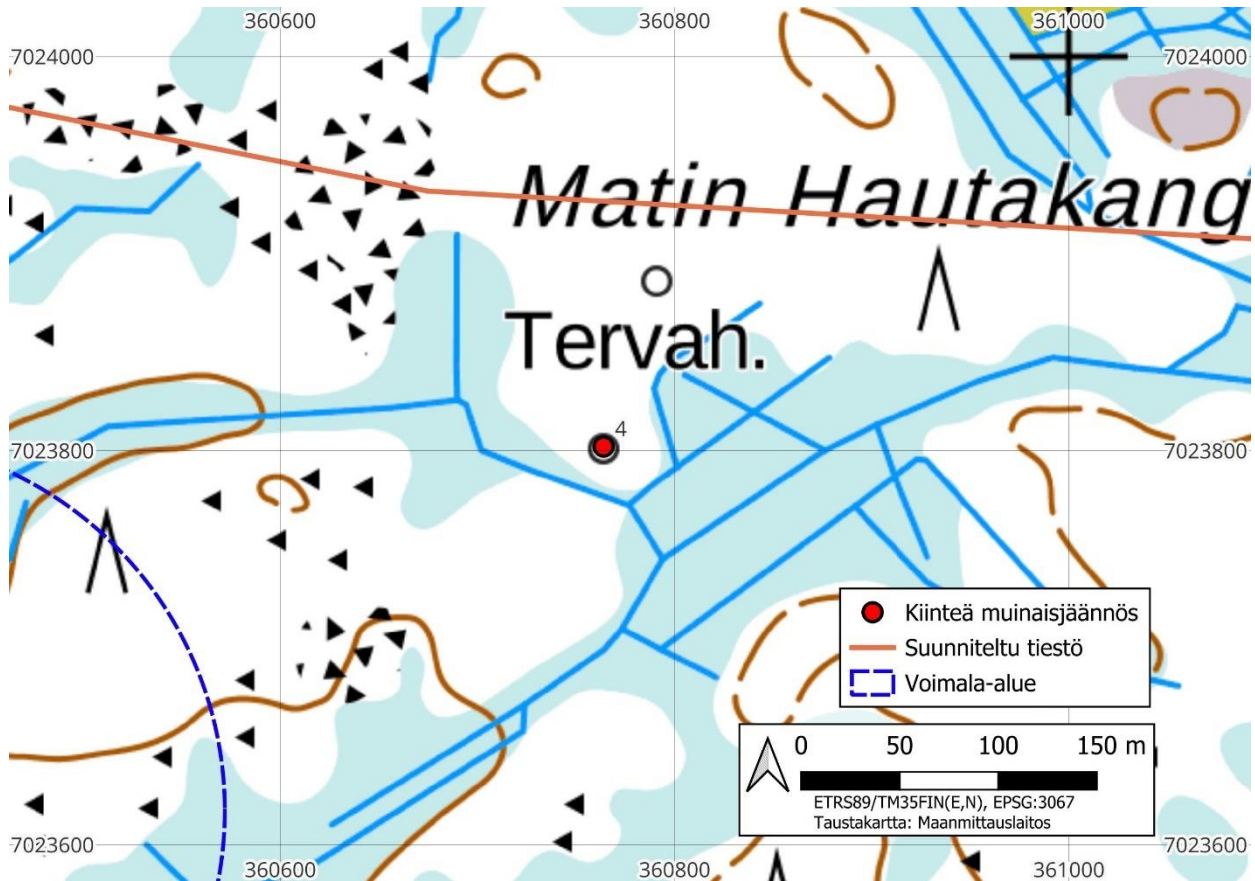 360600 360800 361000
7024000 7024000
Matin Hautakang
Tervah.
4
7023800 7023800
Kiinteä muinaisjäännös
Suunniteltu tiestö
Voimala-alue
0 50 100 150 m
ETRS89/TM35FIN(E,N), EPSG:3067
Taustakartta: Maanmittauslaitos
7023600 7023600
360600 360800 361000